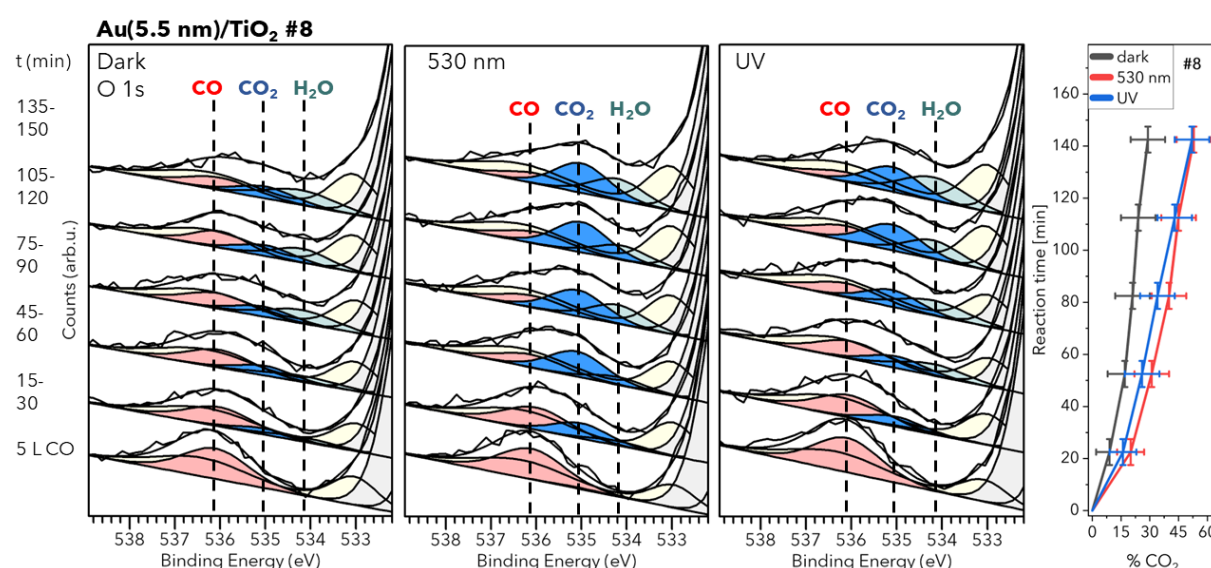 Au(5.5 nm)/TiO₂ #8
t (min)
135-
150
105-
120
75-
90
45-
60
15-
30
5 L CO
Counts (arb.u.)
Dark
O 1s
CO CO₂ H₂O
538 537 536 535 534 533
Binding Energy (eV)
530 nm
CO CO₂ H₂O
538 537 536 535 534 533
Binding Energy (eV)
UV
CO CO₂ H₂O
538 537 536 535 534 533
Binding Energy (eV)
dark
530 nm
UV
#8
Reaction time [min]
160
140
120
100
80
60
40
20
0
0 15 30 45 60
% CO₂